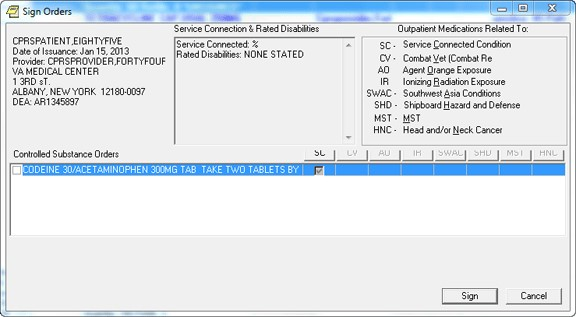 Sign Orders
CPRSPATIENT,EIGHTYFIVE
Date of Issuance: Jan 15, 2013
Provider: CPRSPROVIDER,FORTYFOUR
VA MEDICAL CENTER
1 3RD sT.
ALBANY, NEW YORK 12180-0097
DEA: AR1345897
Service Connection & Rated Disabilities
Service Connected: %
Rated Disabilities: NONE STATED
Outpatient Medications Related To:
SC - Service Connected Condition
CV - Combat Vet (Combat Re
AO - Agent Orange Exposure
IR - Ionizing Radiation Exposure
SWAC - Southwest Asia Conditions
SHD - Shipboard Hazard and Defense
MST - MST
HNC - Head and/or Neck Cancer
Controlled Substance Orders
SC CV AO IR SWAC SHD MST HNC
CODEINE 30/ACETAMINOPHEN 300MG TAB TAKE TWO TABLETS BY
Sign Cancel